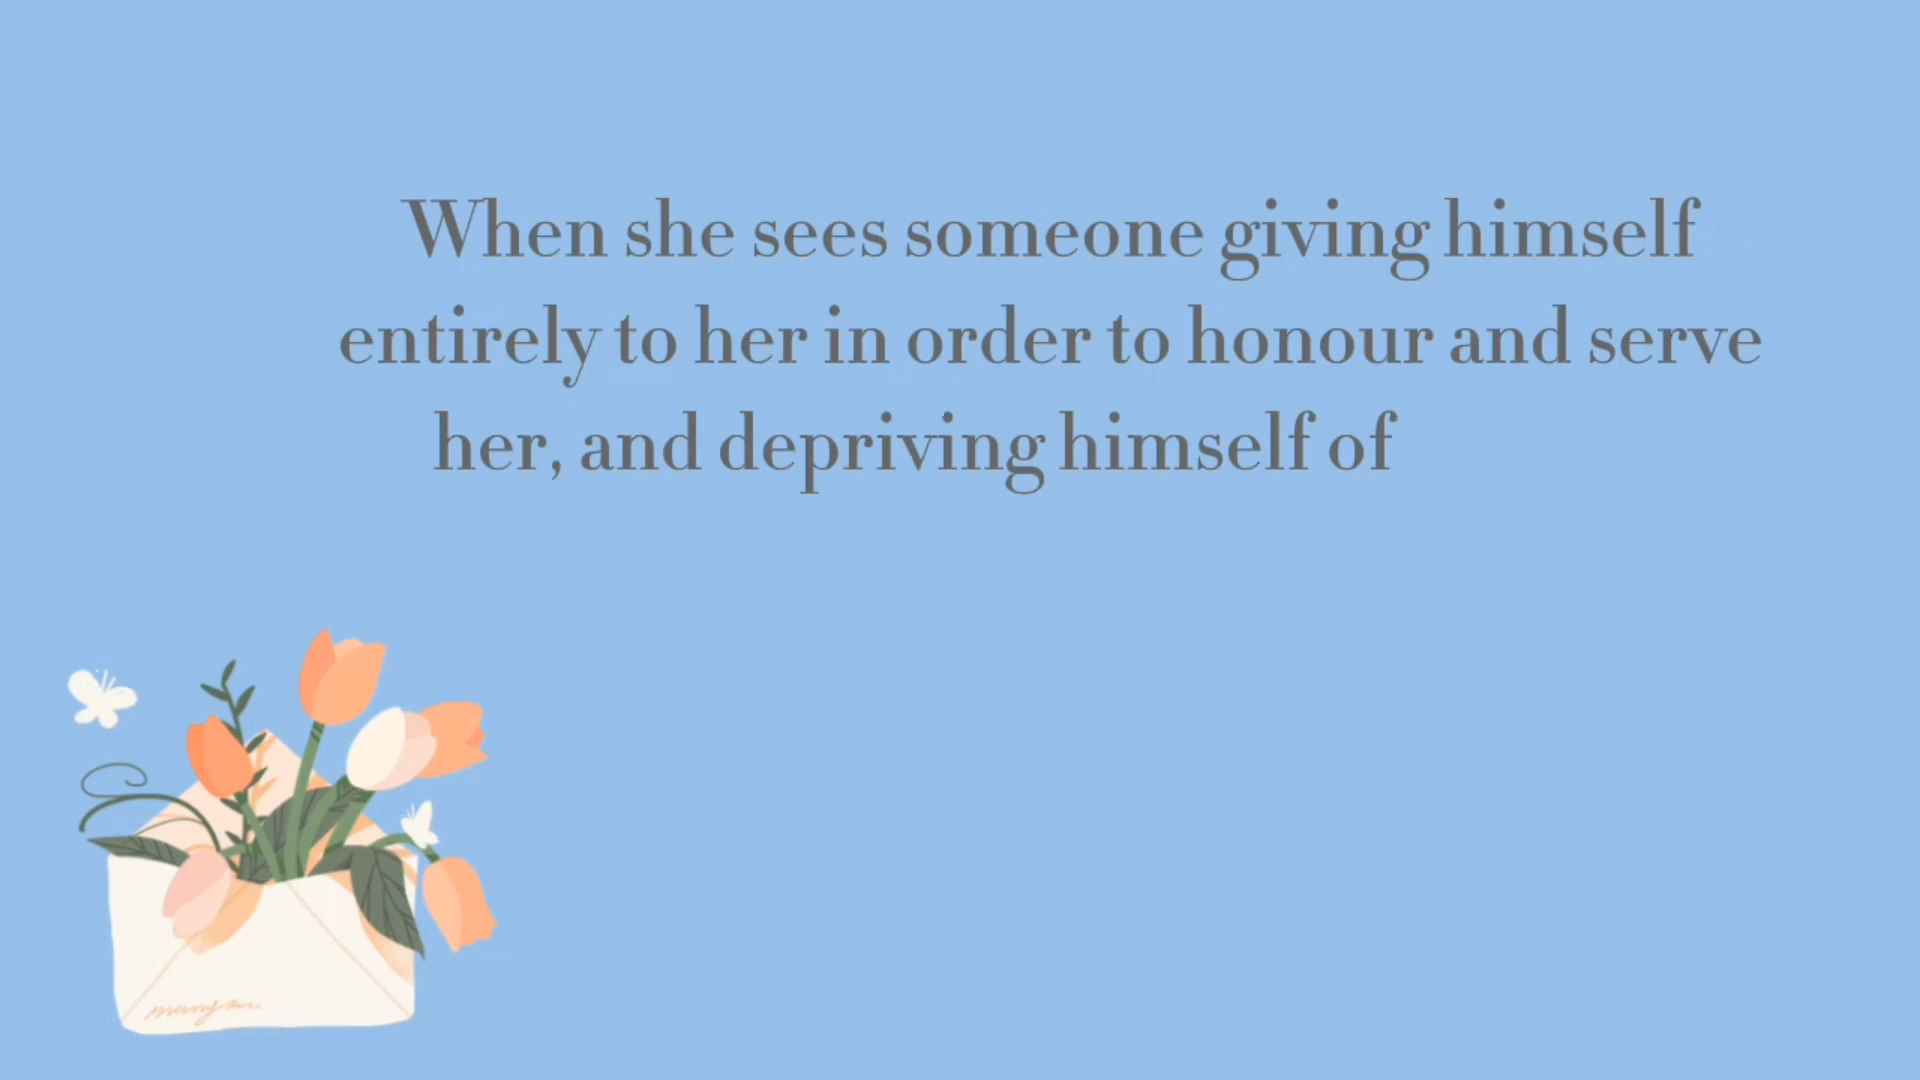 When she sees someone giving himself
entirely to her in order to honour and serve
her, and depriving himself of